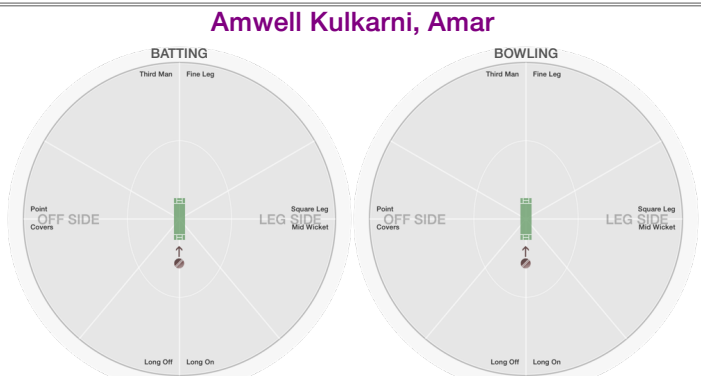 Amwell Kulkarni, Amar
BATTING
Third Man Fine Leg
Point
OFF SIDE
Covers
Square Leg
LEG SIDE
Mid Wicket
Long Off Long On
BOWLING
Third Man Fine Leg
Point
OFF SIDE
Covers
Square Leg
LEG SIDE
Mid Wicket
Long Off Long On